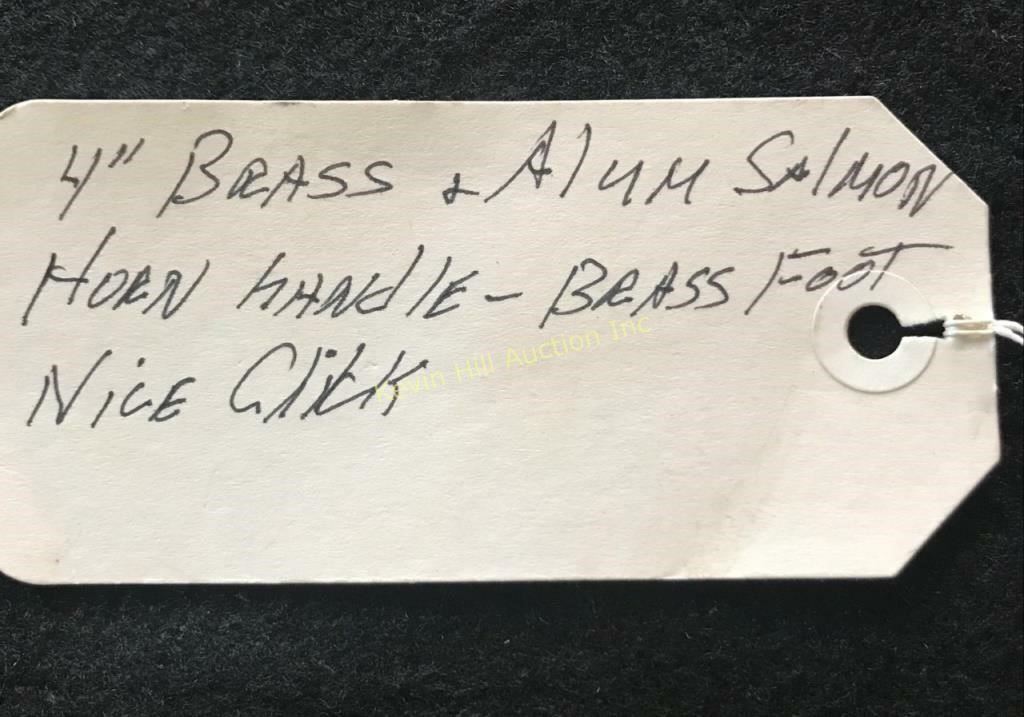 4" BRASS & Alum SAlMON
HORN hANdlE - BRASS FOOT
NiCE CliCK
Kevin Hill Auction Inc